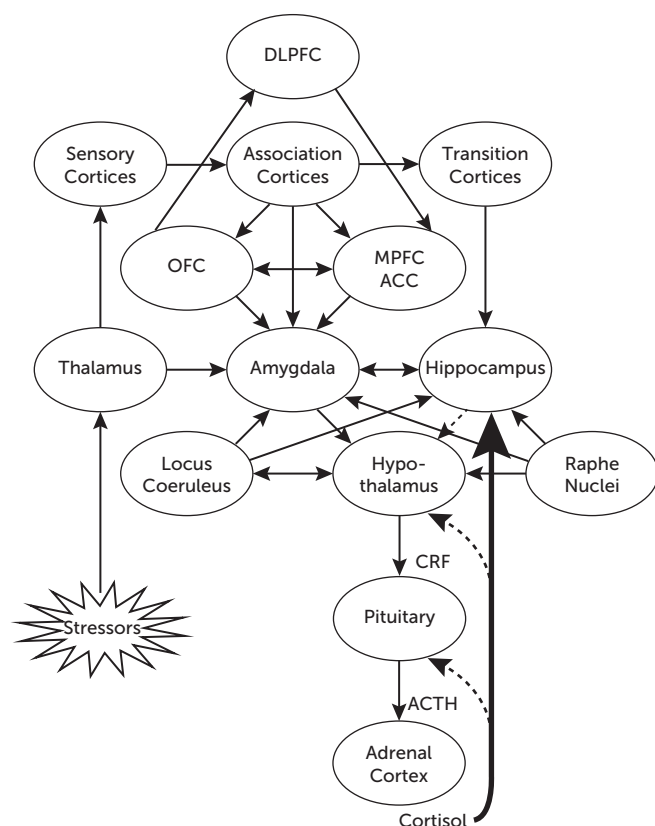 DLPFC
Sensory
Cortices
Association
Cortices
Transition
Cortices
OFC
MPFC
ACC
Thalamus
Amygdala
Hippocampus
Locus
Coeruleus
Hypo-
thalamus
Raphe
Nuclei
CRF
Stressors
Pituitary
ACTH
Adrenal
Cortex
Cortisol